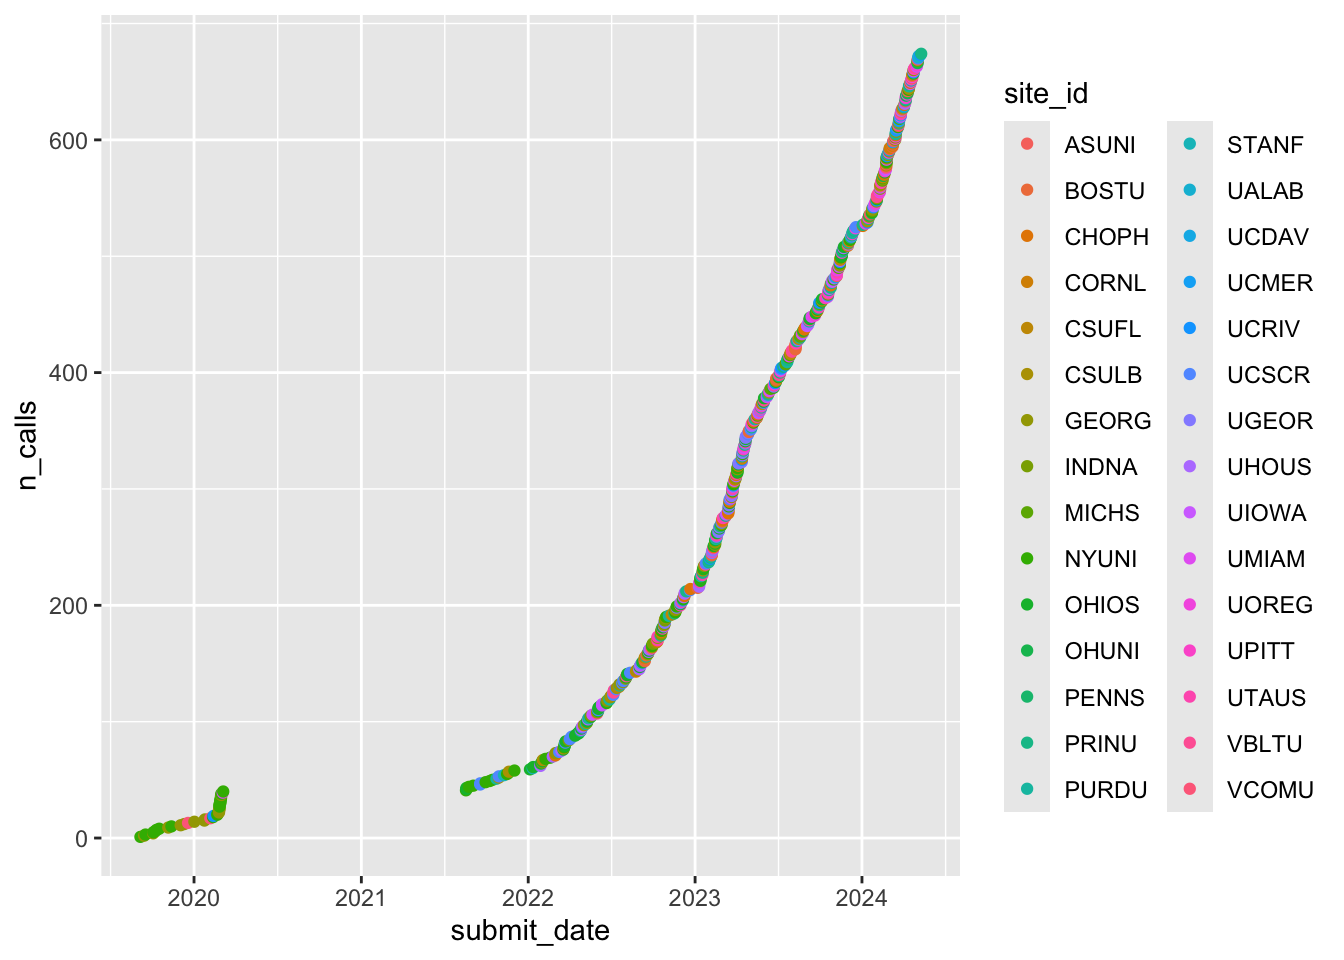 n_calls
600
400
200
0
2020 2021 2022 2023 2024
submit_date
site_id
ASUNI STANF
BOSTU UALAB
CHOPH UCDAV
CORNL UCMER
CSUFL UCRIV
CSULB UCSCR
GEORG UGEOR
INDNA UHOUS
MICHS UIOWA
NYUNI UMIAM
OHIOS UOREG
OHUNI UPITT
PENNS UTAUS
PRINU VBLTU
PURDU VCOMU